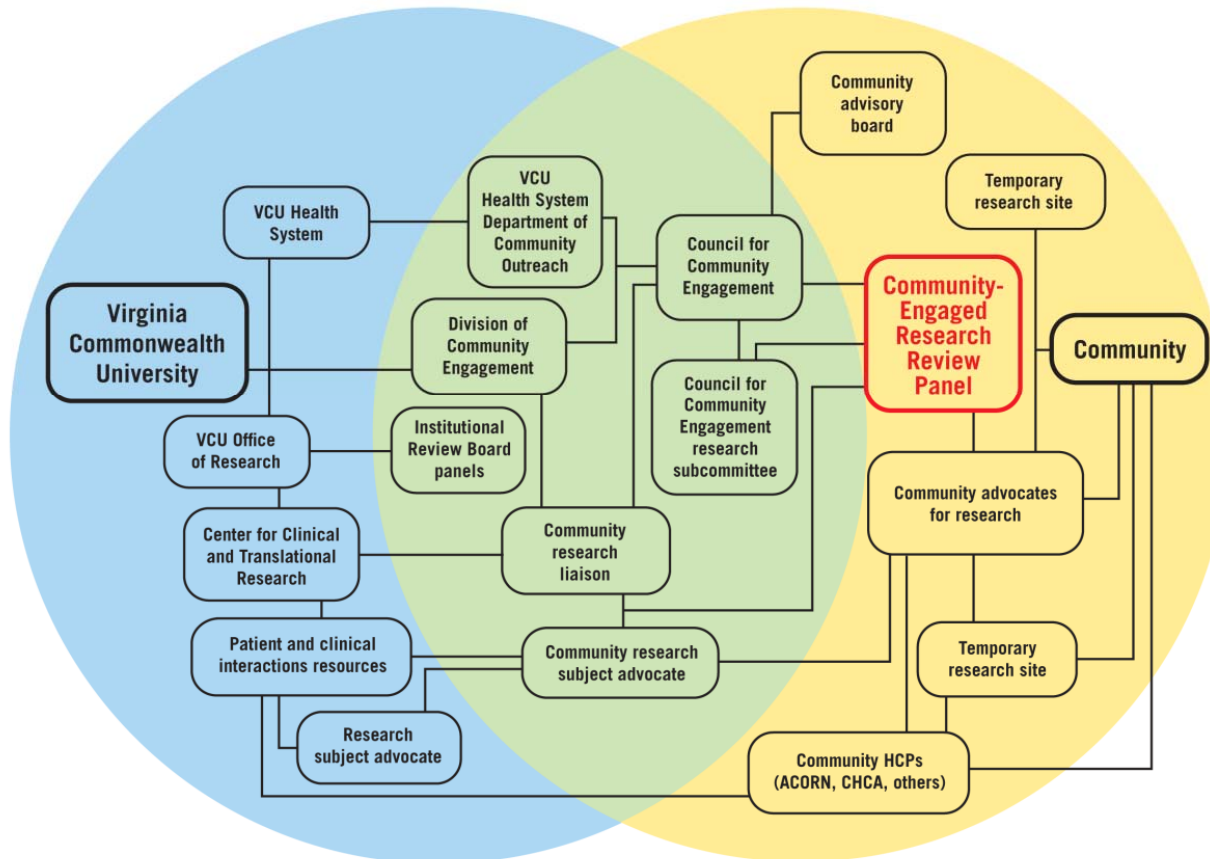 Community
advisory
board
Temporary
research site
VCU
Health System
Department of
Community
Outreach
VCU Health
System
Council for
Community
Engagement
Community-
Engaged
Research
Review
Panel
Virginia
Commonwealth
University
Division of
Community
Engagement
Community
Council for
Community
Engagement
research
subcommittee
Institutional
Review Board
panels
VCU Office
of Research
Community advocates
for research
Center for Clinical
and Translational
Research
Community
research
liaison
Patient and clinical
interactions resources
Community research
subject advocate
Temporary
research site
Research
subject advocate
Community HCPs
(ACORN, CHCA, others)